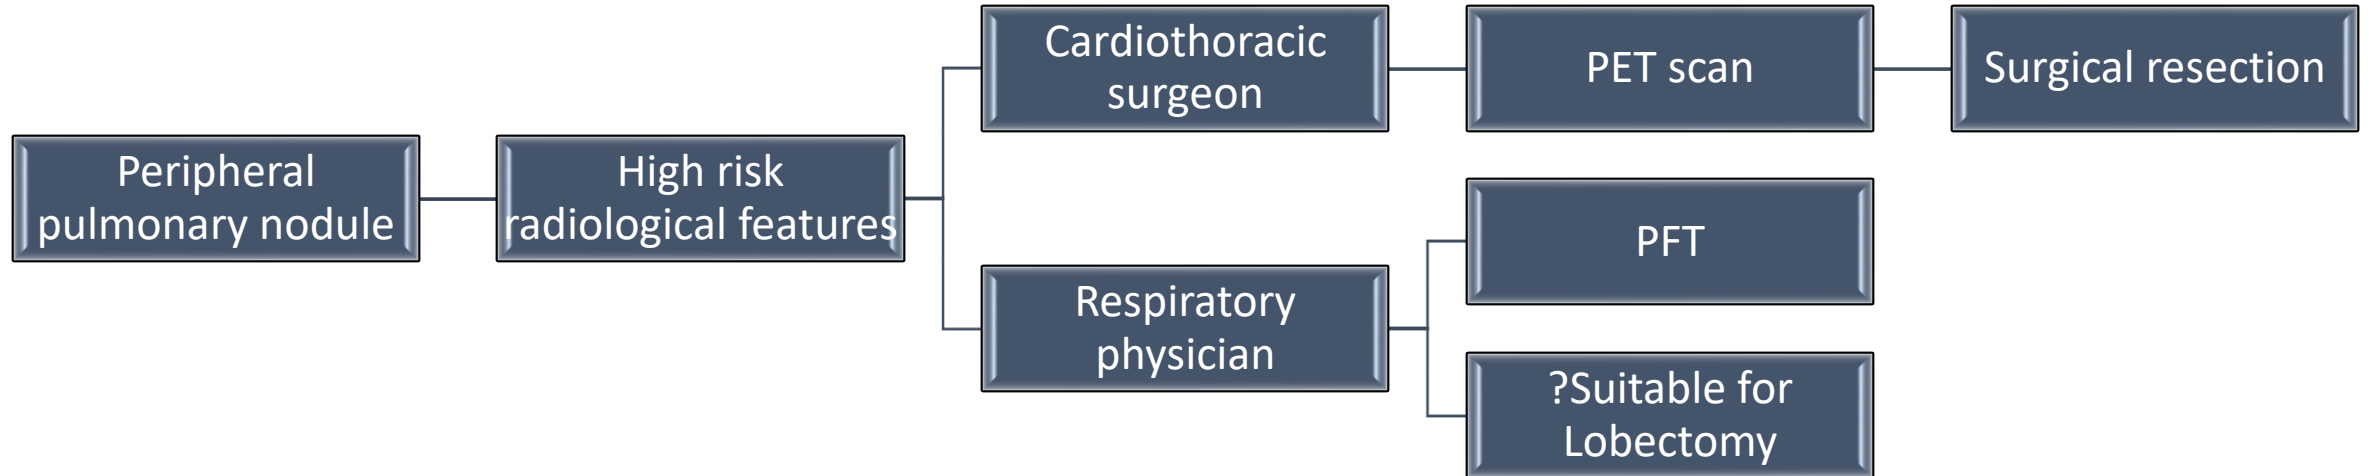 Peripheral
pulmonary nodule
High risk
radiological features
Cardiothoracic
surgeon
PET scan
Surgical resection
Respiratory
physician
PFT
?Suitable for
Lobectomy